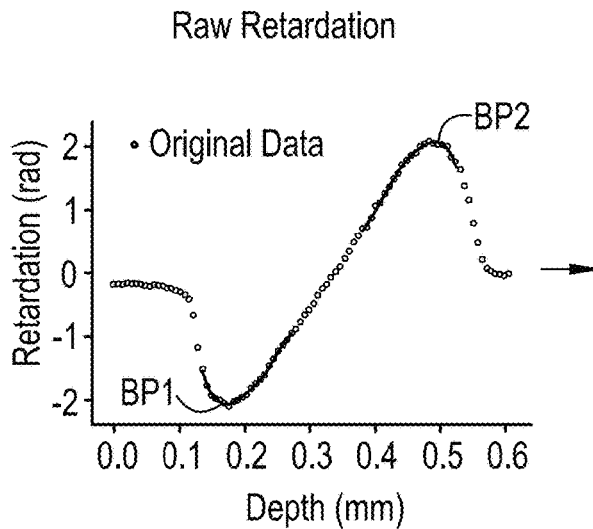 Raw Retardation
Retardation (rad)
Original Data
BP2
BP1
2
1
0
-1
-2
0.0 0.1 0.2 0.3 0.4 0.5 0.6
Depth (mm)